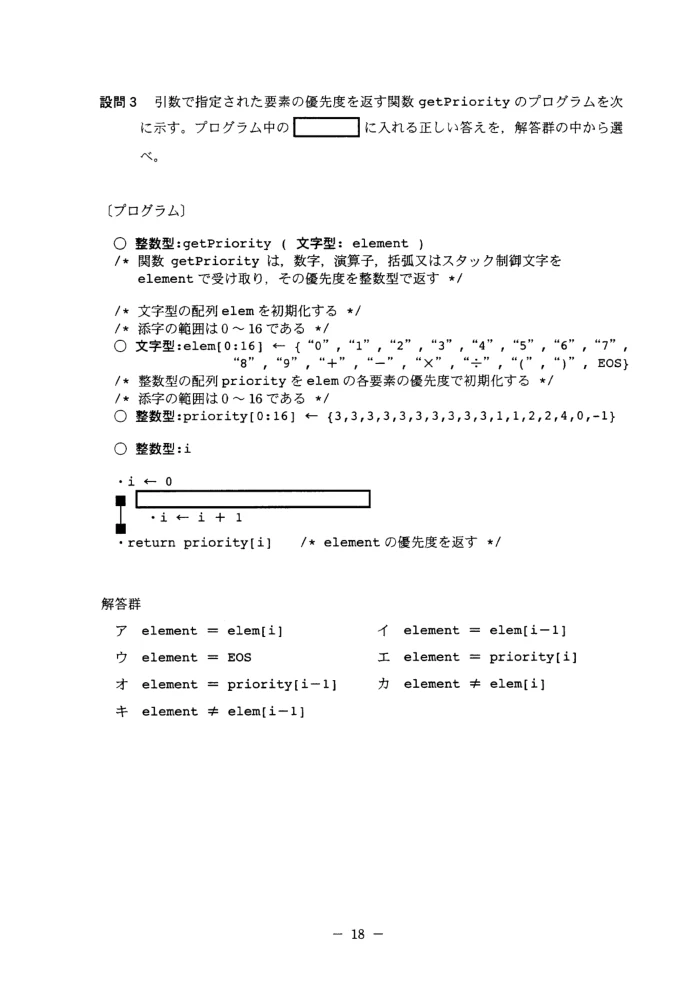 設問3 引数で指定された要素の優先度を返す関数 getPriority のプログラムを次
に示す。プログラム中の に入れる正しい答えを，解答群の中から選
べ。
〔プログラム〕
○ 整数型:getPriority ( 文字型: element )
/* 関数 getPriority は，数字，演算子，括弧又はスタック制御文字を
element で受け取り，その優先度を整数型で返す */
/* 文字型の配列 elem を初期化する */
/* 添字の範囲は 0 ～ 16 である */
○ 文字型:elem[0:16] ← { “0”, “1”, “2”, “3”, “4”, “5”, “6”, “7”,
“8”, “9”, “+”, “－”, “×”, “÷”, “(”, “)”, EOS}
/* 整数型の配列 priority を elem の各要素の優先度で初期化する */
/* 添字の範囲は 0 ～ 16 である */
○ 整数型:priority[0:16] ← {3,3,3,3,3,3,3,3,3,3,1,1,2,2,4,0,-1}
○ 整数型:i
・i ← 0
■
・i ← i + 1
■
・return priority[i] /* element の優先度を返す */
解答群
ア element ＝ elem[i] イ element ＝ elem[i－1]
ウ element ＝ EOS エ element ＝ priority[i]
オ element ＝ priority[i－1] カ element ≠ elem[i]
キ element ≠ elem[i－1]
－ 18 －